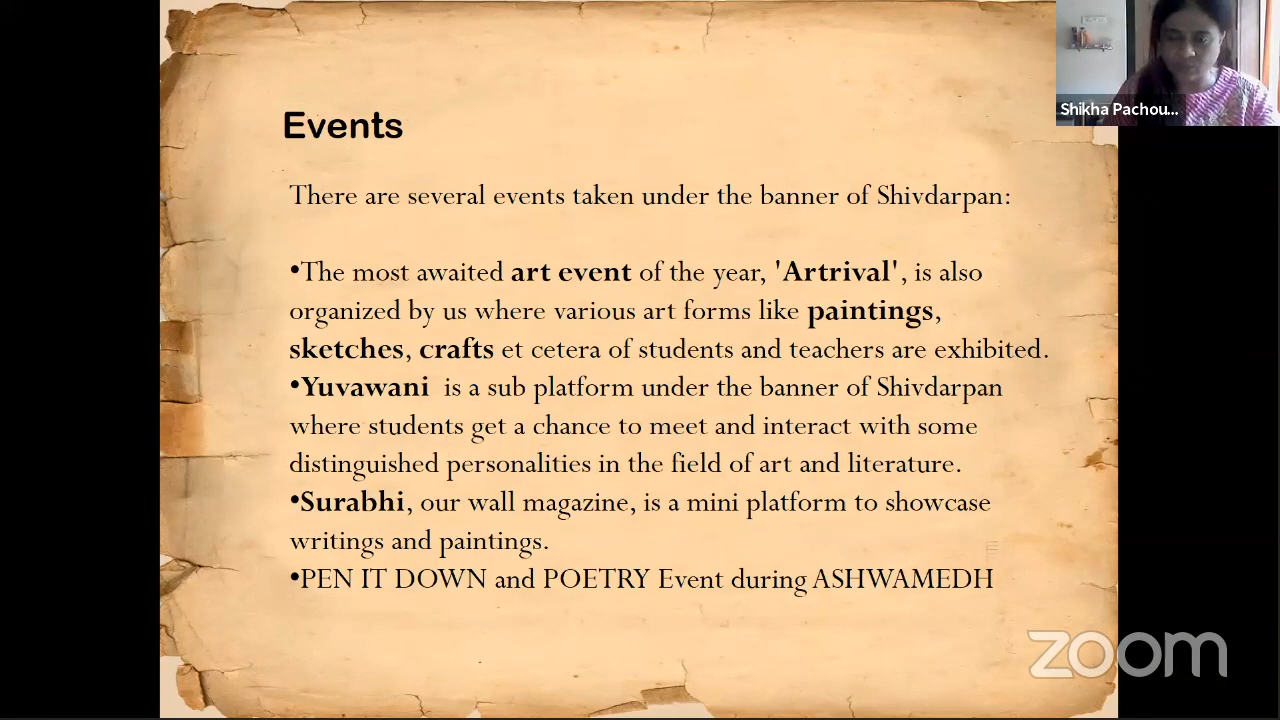 Shikha Pachou...
Events
There are several events taken under the banner of Shivdarpan:
•The most awaited art event of the year, 'Artrival', is also
organized by us where various art forms like paintings,
sketches, crafts et cetera of students and teachers are exhibited.
•Yuvawani is a sub platform under the banner of Shivdarpan
where students get a chance to meet and interact with some
distinguished personalities in the field of art and literature.
•Surabhi, our wall magazine, is a mini platform to showcase
writings and paintings.
•PEN IT DOWN and POETRY Event during ASHWAMEDH
zoom